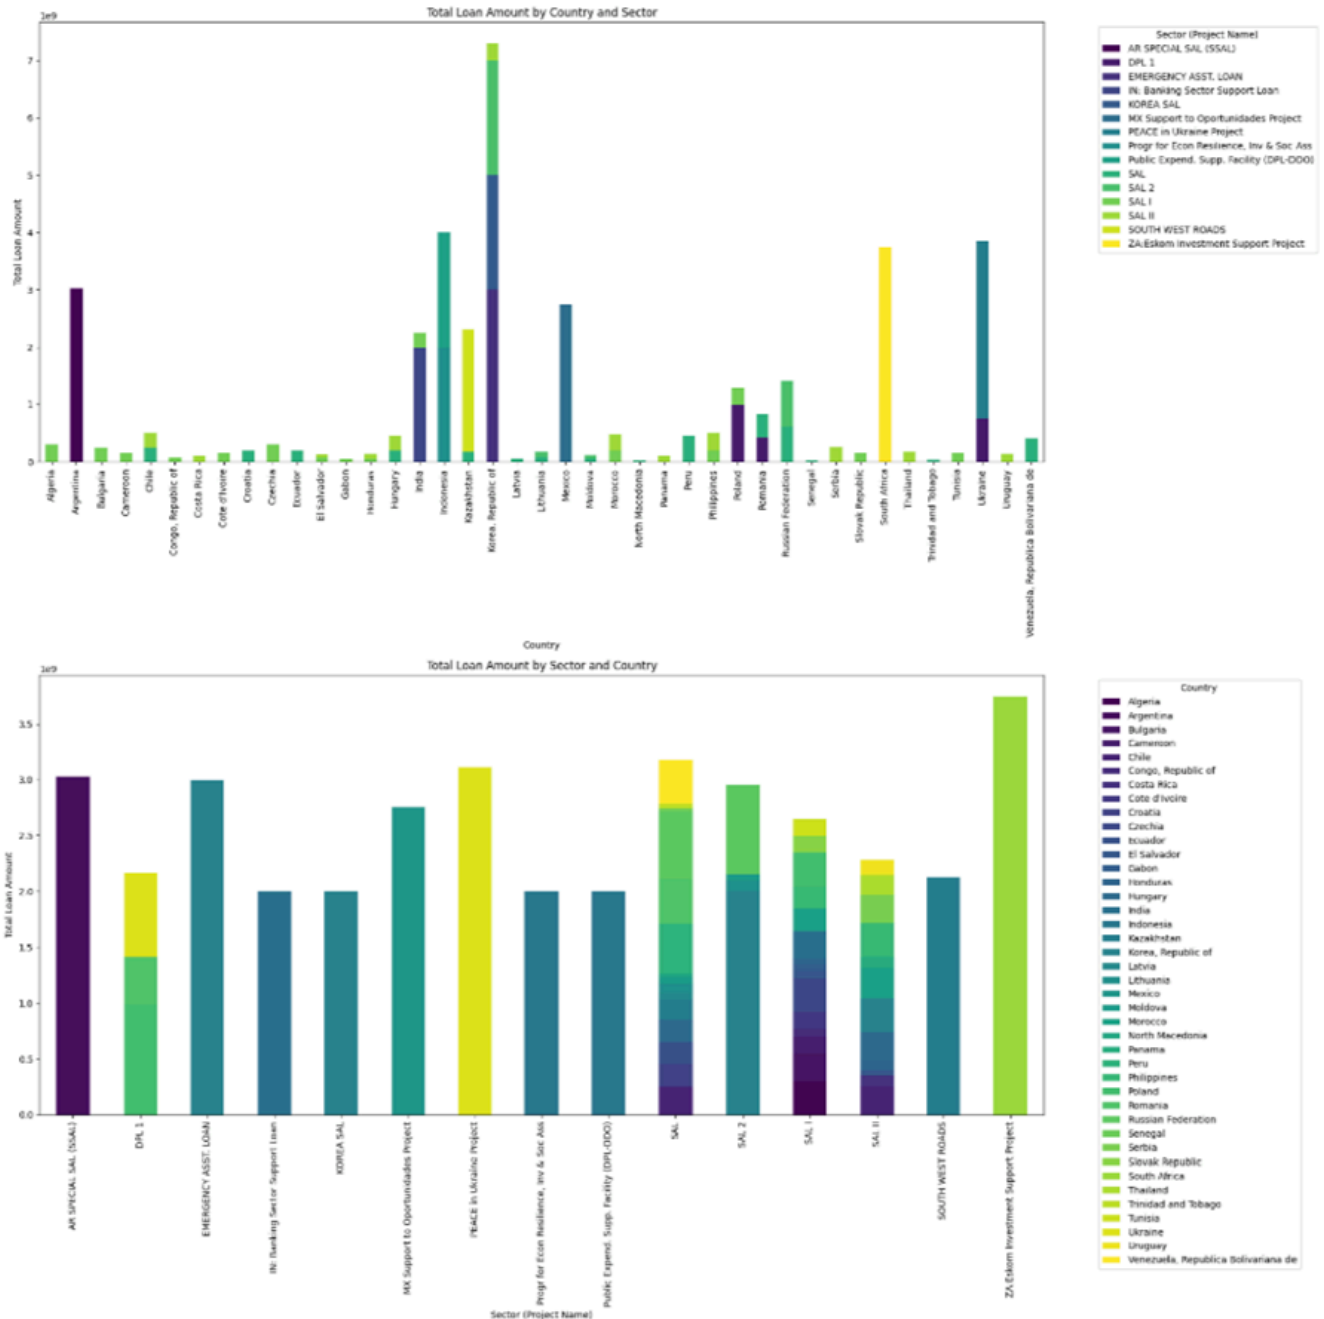 Total Loan Amount by Country and Sector
1e9
7
6
5
4
3
2
1
0
Total Loan Amount
Algeria
Argentina
Bulgaria
Cameroon
Chile
Congo, Republic of
Costa Rica
Cote d'Ivoire
Croatia
Czechia
Ecuador
El Salvador
Gabon
Honduras
Hungary
India
Indonesia
Kazakhstan
Korea, Republic of
Latvia
Lithuania
Mexico
Moldova
Morocco
North Macedonia
Panama
Peru
Philippines
Poland
Romania
Russian Federation
Senegal
Serbia
Slovak Republic
South Africa
Thailand
Trinidad and Tobago
Tunisia
Ukraine
Uruguay
Venezuela, Republica Bolivariana de
Country
Sector (Project Name)
AR SPECIAL SAL (SSAL)
DPL 1
EMERGENCY ASST. LOAN
IN: Banking Sector Support Loan
KOREA SAL
MX Support to Oportunidades Project
PEACE in Ukraine Project
Progr for Econ Resilience, Inv & Soc Ass
Public Expend. Supp. Facility (DPL-DDO)
SAL
SAL 2
SAL I
SAL II
SOUTH WEST ROADS
ZA:Eskom Investment Support Project
Total Loan Amount by Sector and Country
1e9
3.5
3.0
2.5
2.0
1.5
1.0
0.5
0.0
Total Loan Amount
AR SPECIAL SAL (SSAL)
DPL 1
EMERGENCY ASST. LOAN
IN: Banking Sector Support Loan
KOREA SAL
MX Support to Oportunidades Project
PEACE in Ukraine Project
Progr for Econ Resilience, Inv & Soc Ass
Public Expend. Supp. Facility (DPL-DDO)
SAL
SAL 2
SAL I
SAL II
SOUTH WEST ROADS
ZA:Eskom Investment Support Project
Sector (Project Name)
Country
Algeria
Argentina
Bulgaria
Cameroon
Chile
Congo, Republic of
Costa Rica
Cote d'Ivoire
Croatia
Czechia
Ecuador
El Salvador
Gabon
Honduras
Hungary
India
Indonesia
Kazakhstan
Korea, Republic of
Latvia
Lithuania
Mexico
Moldova
Morocco
North Macedonia
Panama
Peru
Philippines
Poland
Romania
Russian Federation
Senegal
Serbia
Slovak Republic
South Africa
Thailand
Trinidad and Tobago
Tunisia
Ukraine
Uruguay
Venezuela, Republica Bolivariana de